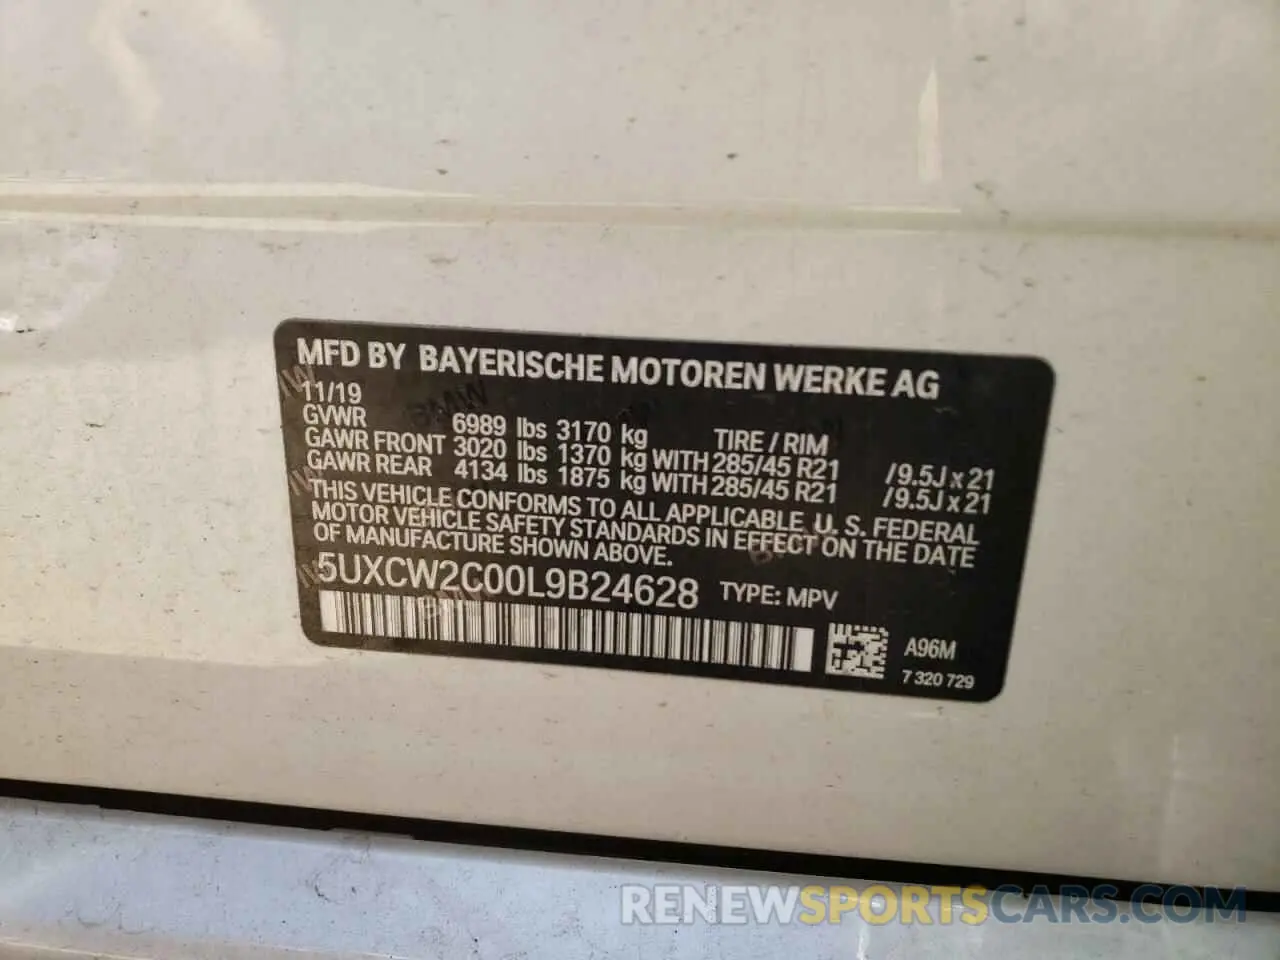 MFD BY BAYERISCHE MOTOREN WERKE AG
11/19
GVWR 6989 lbs 3170 kg TIRE / RIM
GAWR FRONT 3020 lbs 1370 kg WITH 285/45 R21 /9.5J x 21
GAWR REAR 4134 lbs 1875 kg WITH 285/45 R21 /9.5J x 21
THIS VEHICLE CONFORMS TO ALL APPLICABLE U. S. FEDERAL
MOTOR VEHICLE SAFETY STANDARDS IN EFFECT ON THE DATE
OF MANUFACTURE SHOWN ABOVE.
5UXCW2C00L9B24628 TYPE: MPV
A96M
7 320 729
RENEWSPORTSCARS.COM